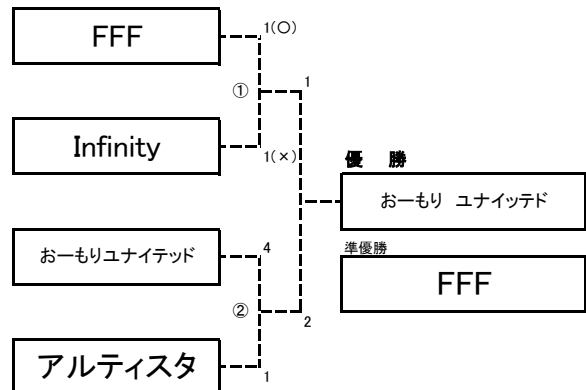 FFF
1(○)
①
1
Infinity
1(×)
優 勝
おーもり ユナイッテド
おーもりユナイテッド
4
準優勝
FFF
②
2
アルティスタ
1